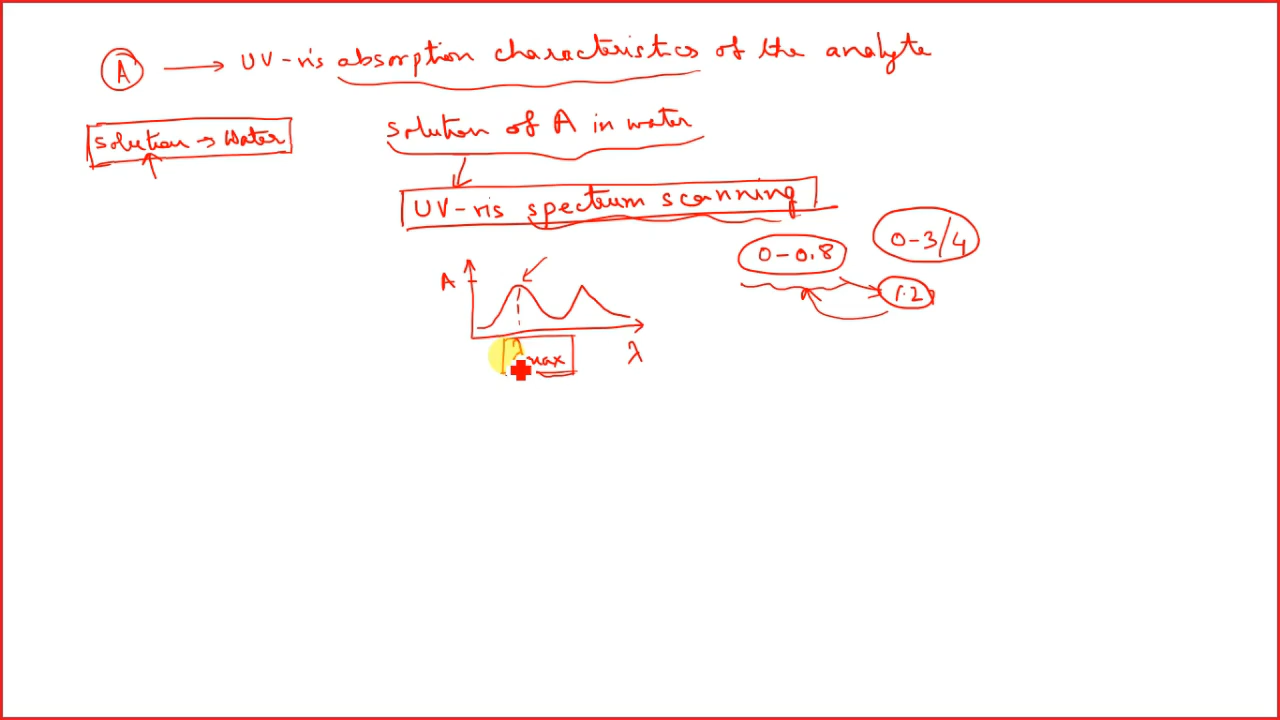 A → UV-vis absorption characteristics of the analyte
Solution → Water
solution of A in water
UV-vis spectrum scanning
0-0.8
0-3/4
1.2
A
λmax
λ